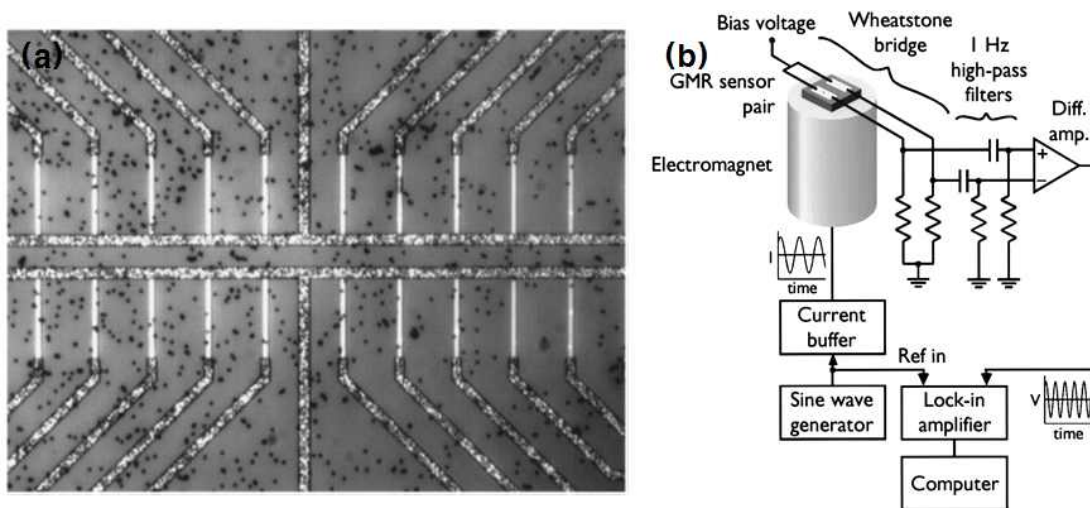 (a)
(b)
Bias voltage
Wheatstone
bridge
1 Hz
high-pass
filters
GMR sensor
pair
Diff.
amp.
Electromagnet
+
−
I
time
Current
buffer
Ref in
Sine wave
generator
Lock-in
amplifier
V
time
Computer